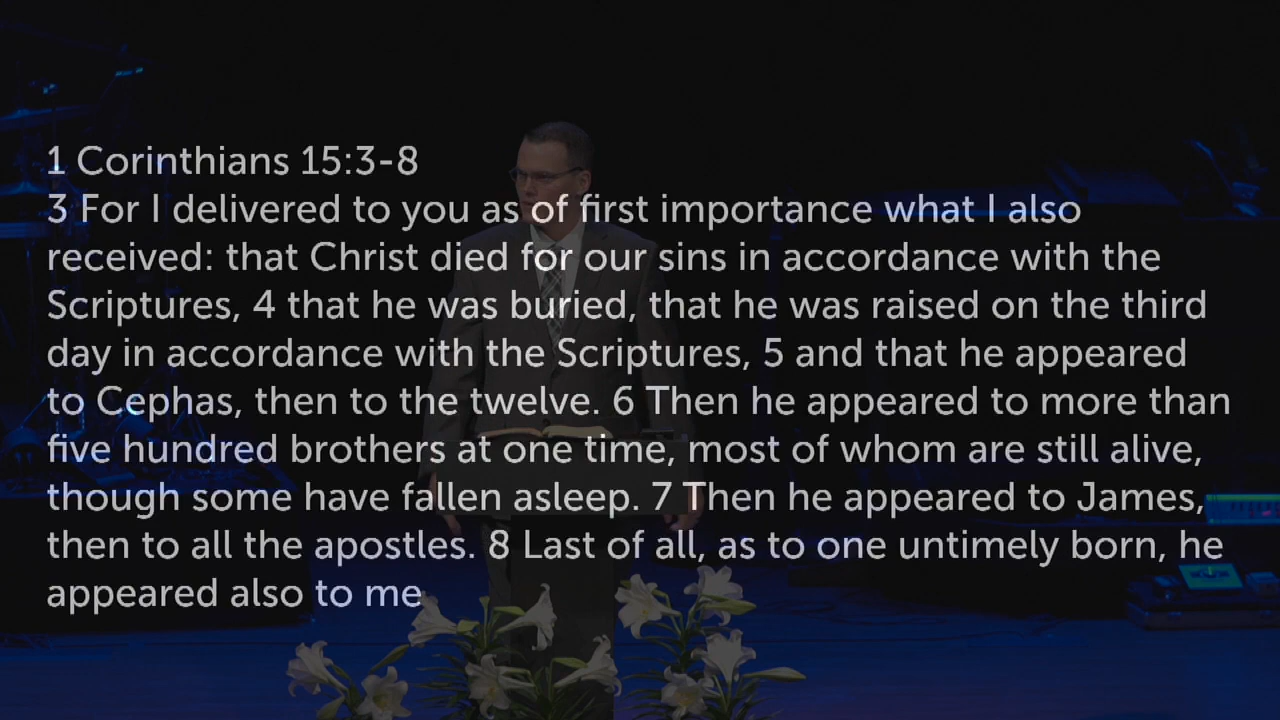 1 Corinthians 15:3-8
3 For I delivered to you as of first importance what I also
received: that Christ died for our sins in accordance with the
Scriptures, 4 that he was buried, that he was raised on the third
day in accordance with the Scriptures, 5 and that he appeared
to Cephas, then to the twelve. 6 Then he appeared to more than
five hundred brothers at one time, most of whom are still alive,
though some have fallen asleep. 7 Then he appeared to James,
then to all the apostles. 8 Last of all, as to one untimely born, he
appeared also to me